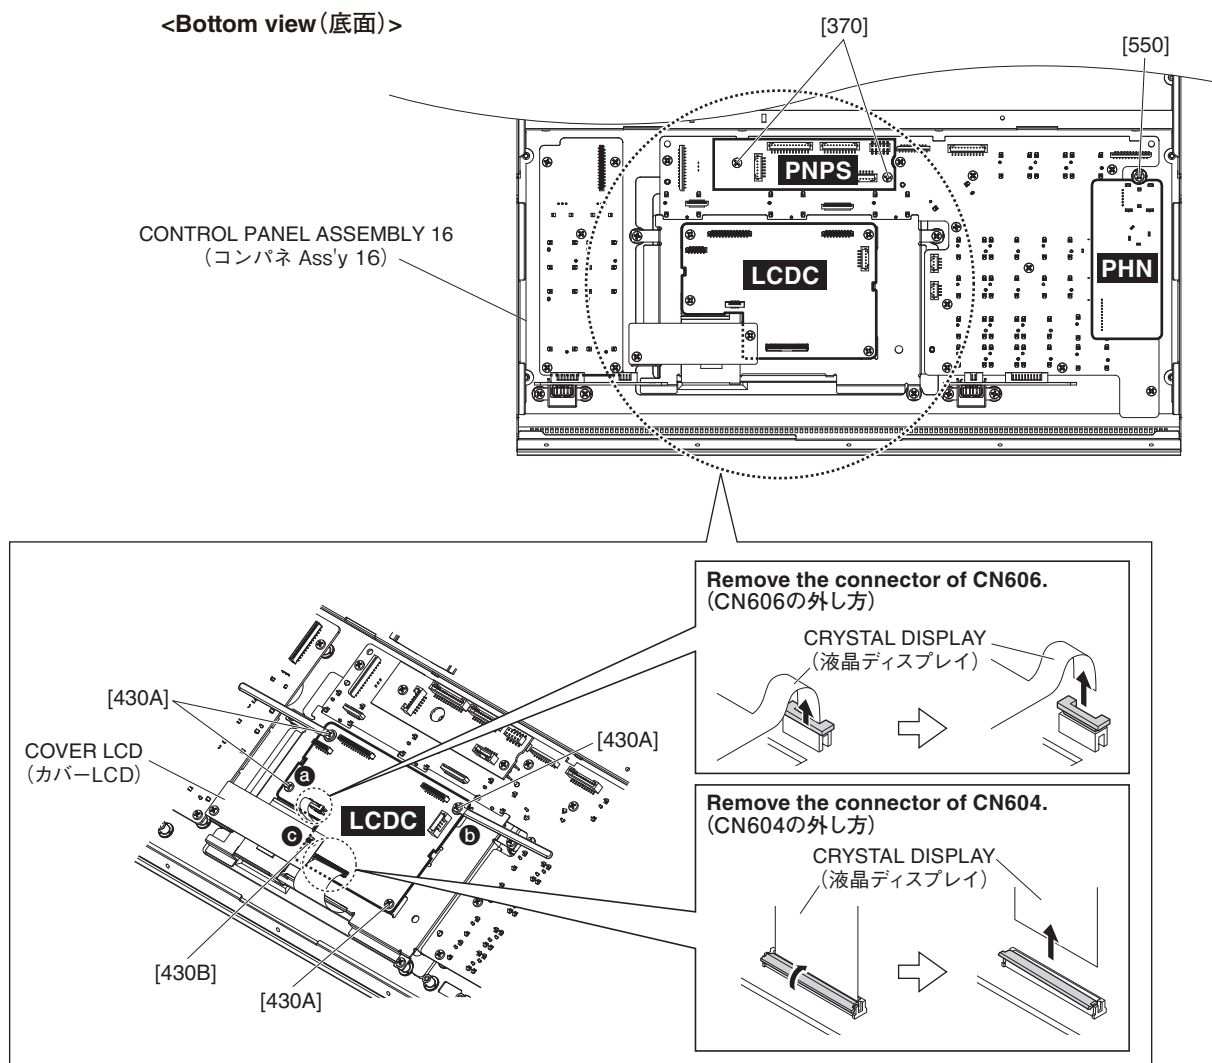 <Bottom view（底面）>
[370]
[550]
PNPS
CONTROL PANEL ASSEMBLY 16
（コンパネ Ass'y 16）
LCDC
PHN
Remove the connector of CN606.
（CN606の外し方）
CRYSTAL DISPLAY
（液晶ディスプレイ）
[430A]
[430A]
COVER LCD
（カバーLCD）
a
LCDC
c
b
Remove the connector of CN604.
（CN604の外し方）
CRYSTAL DISPLAY
（液晶ディスプレイ）
[430B]
[430A]